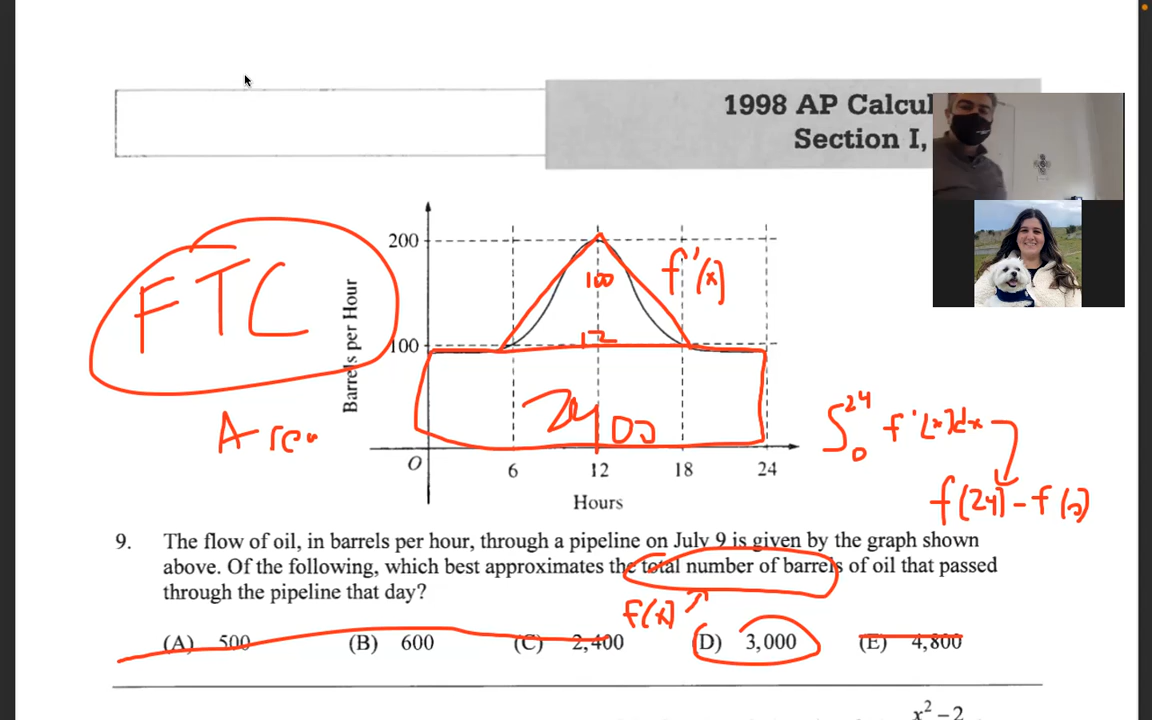 1998 AP Calcul
Section I,
FTC
Area
Barrels per Hour
200
100
O
6
12
18
24
Hours
f'(x)
100
12
2400
∫₀²⁴ f'(x)dx
f(24) - f(0)
9. The flow of oil, in barrels per hour, through a pipeline on July 9 is given by the graph shown
above. Of the following, which best approximates the total number of barrels of oil that passed
through the pipeline that day?
f(x)
(A) 500 (B) 600 (C) 2,400 (D) 3,000 (E) 4,800
x² – 2